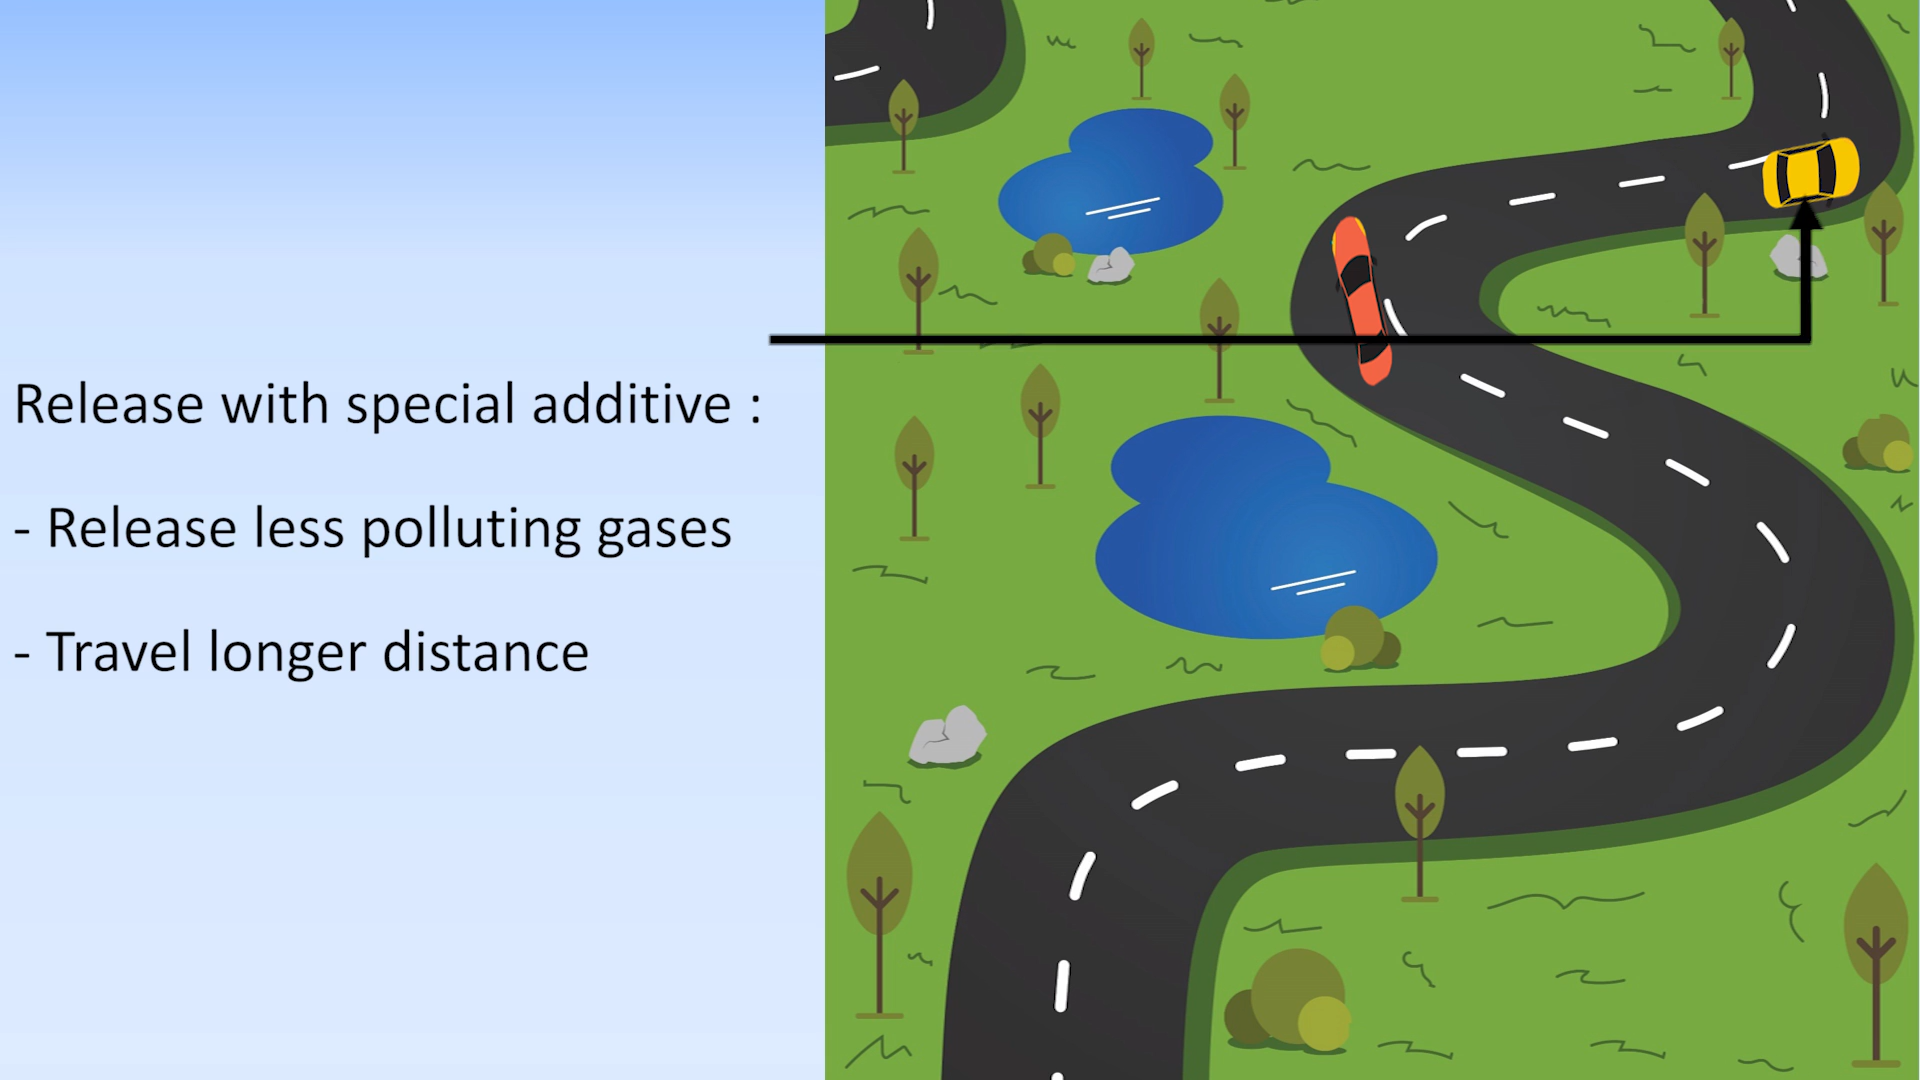 Release with special additive :
- Release less polluting gases
- Travel longer distance